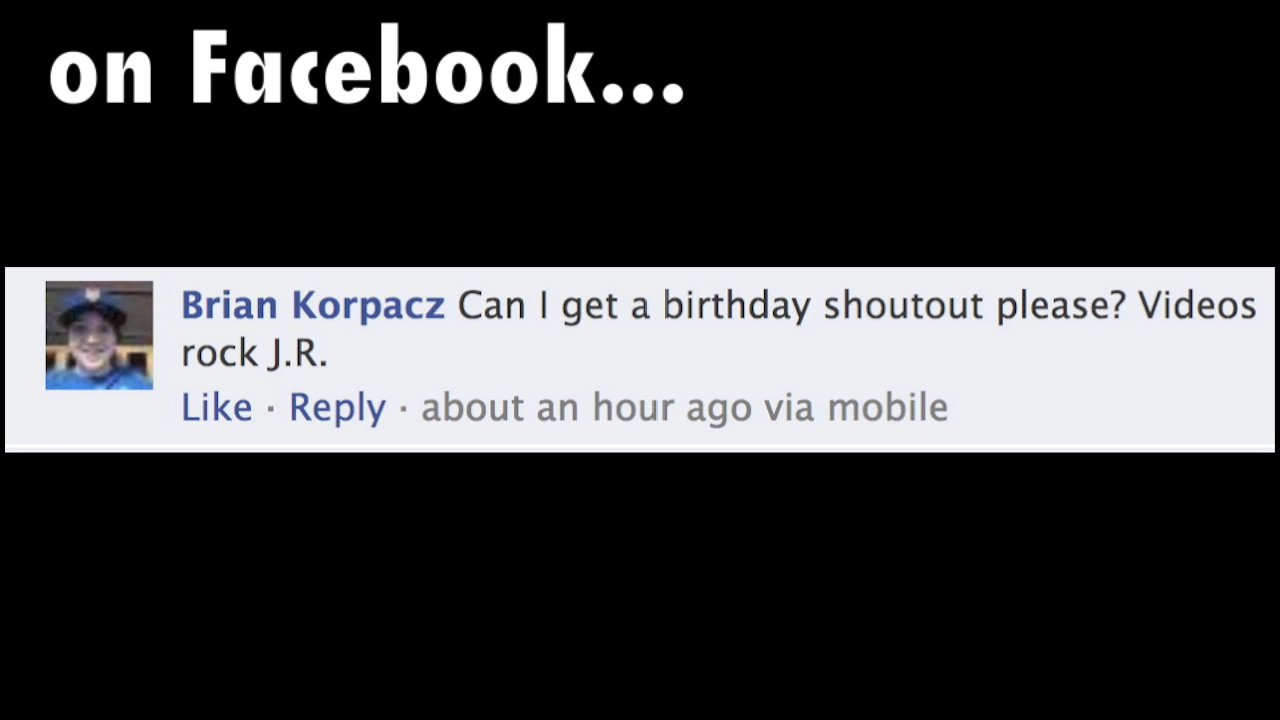 on Facebook...
Brian Korpacz Can I get a birthday shoutout please? Videos
rock J.R.
Like · Reply · about an hour ago via mobile